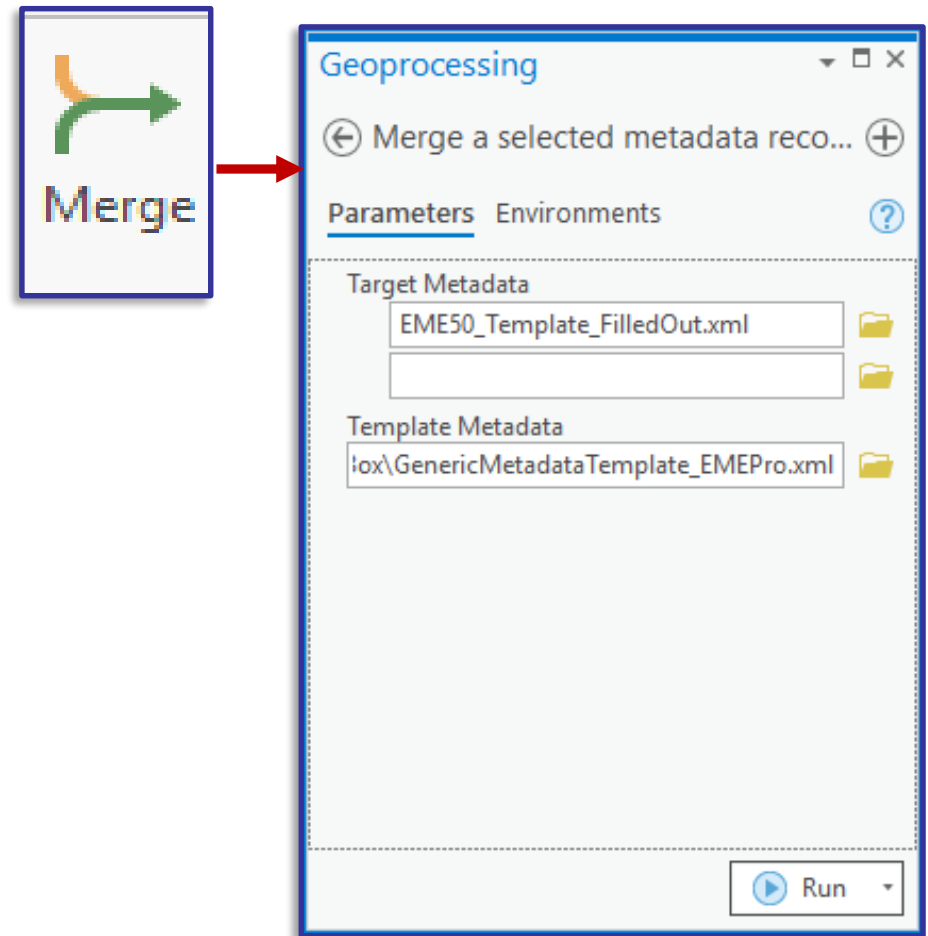 Merge
Geoprocessing
Merge a selected metadata reco...
Parameters Environments
?
Target Metadata
EME50_Template_FilledOut.xml
Template Metadata
ox\GenericMetadataTemplate_EMEPro.xml
Run